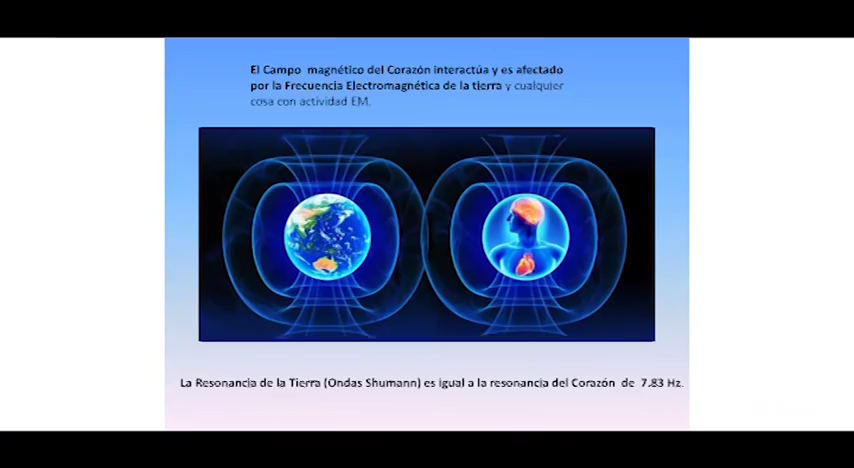 El Campo magnético del Corazón interactúa y es afectado
por la Frecuencia Electromagnética de la tierra y cualquier
cosa con actividad EM.
La Resonancia de la Tierra (Ondas Shumann) es igual a la resonancia del Corazón de 7.83 Hz.